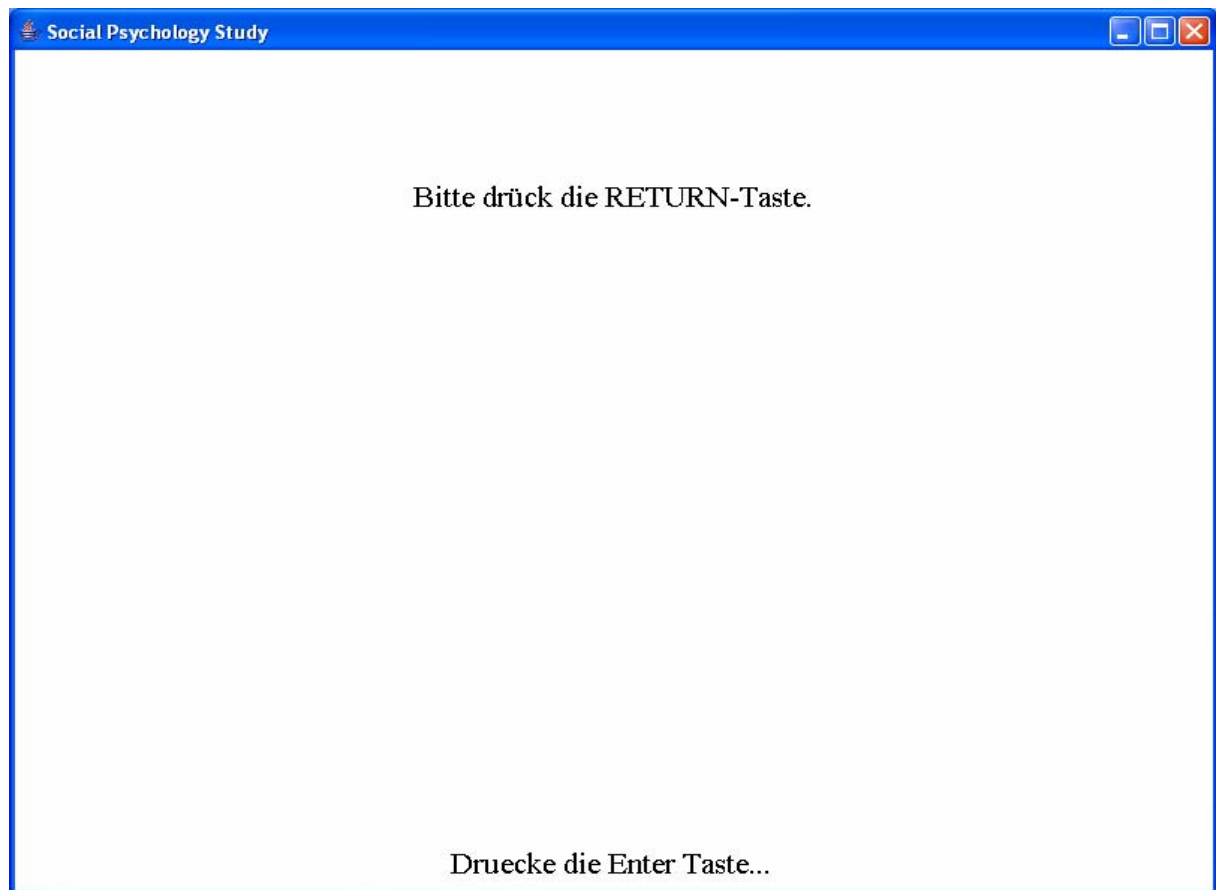 Social Psychology Study
Bitte drück die RETURN-Taste.
Druecke die Enter Taste...